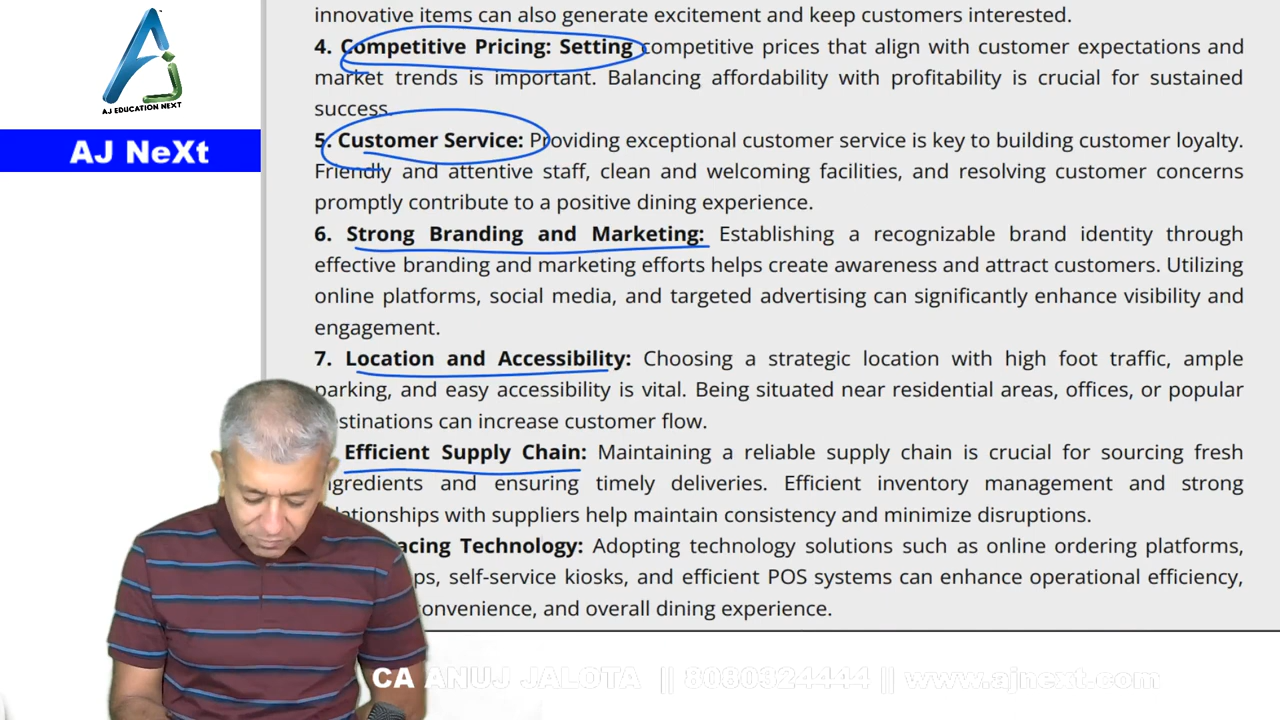 AJ EDUCATION NEXT
AJ NeXt
innovative items can also generate excitement and keep customers interested.
4. Competitive Pricing: Setting competitive prices that align with customer expectations and
market trends is important. Balancing affordability with profitability is crucial for sustained
success.
5. Customer Service: Providing exceptional customer service is key to building customer loyalty.
Friendly and attentive staff, clean and welcoming facilities, and resolving customer concerns
promptly contribute to a positive dining experience.
6. Strong Branding and Marketing: Establishing a recognizable brand identity through
effective branding and marketing efforts helps create awareness and attract customers. Utilizing
online platforms, social media, and targeted advertising can significantly enhance visibility and
engagement.
7. Location and Accessibility: Choosing a strategic location with high foot traffic, ample
parking, and easy accessibility is vital. Being situated near residential areas, offices, or popular
can increase customer flow.
Efficient Supply Chain: Maintaining a reliable supply chain is crucial for sourcing fresh
and ensuring timely deliveries. Efficient inventory management and strong
with suppliers help maintain consistency and minimize disruptions.
Technology: Adopting technology solutions such as online ordering platforms,
self-service kiosks, and efficient POS systems can enhance operational efficiency,
and overall dining experience.
CA ANUJ JALOTA || 8080324444 || www.ajnext.com